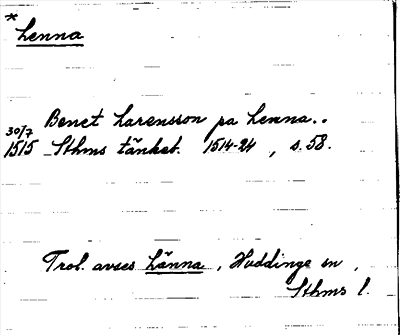 *
Lenna
Benet Larensson pa Lenna..
30/7
1515 Sthms tänkeb. 1514-24, s. 58.
Trol. avses Länna, Huddinge sn,
Sthms l.